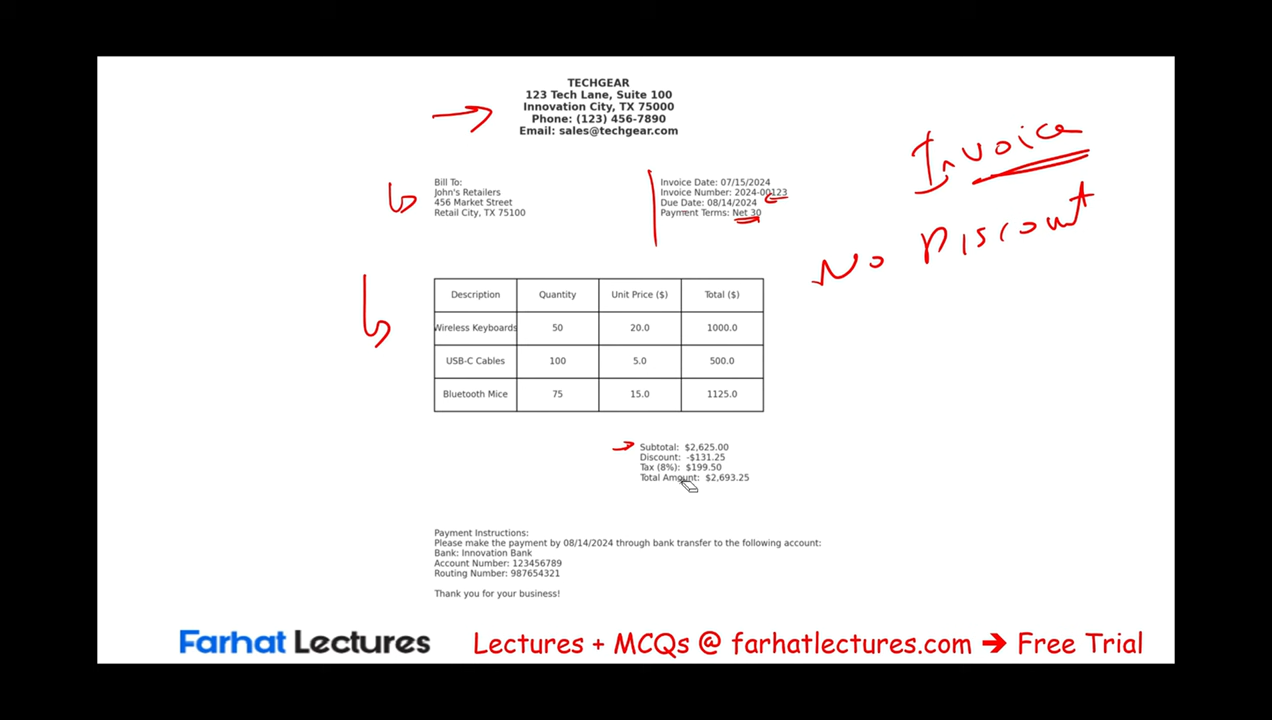 TECHGEAR
123 Tech Lane, Suite 100
Innovation City, TX 75000
Phone: (123) 456-7890
Email: sales@techgear.com
Invoice
No Discount
Bill To:
John's Retailers
456 Market Street
Retail City, TX 75100
Invoice Date: 07/15/2024
Invoice Number: 2024-00123
Due Date: 08/14/2024
Payment Terms: Net 30
Description Quantity Unit Price ($) Total ($)
Wireless Keyboards 50 20.0 1000.0
USB-C Cables 100 5.0 500.0
Bluetooth Mice 75 15.0 1125.0
Subtotal: $2,625.00
Discount: -$131.25
Tax (8%): $199.50
Total Amount: $2,693.25
Payment Instructions:
Please make the payment by 08/14/2024 through bank transfer to the following account:
Bank: Innovation Bank
Account Number: 123456789
Routing Number: 987654321
Thank you for your business!
Farhat Lectures
Lectures + MCQs @ farhatlectures.com → Free Trial